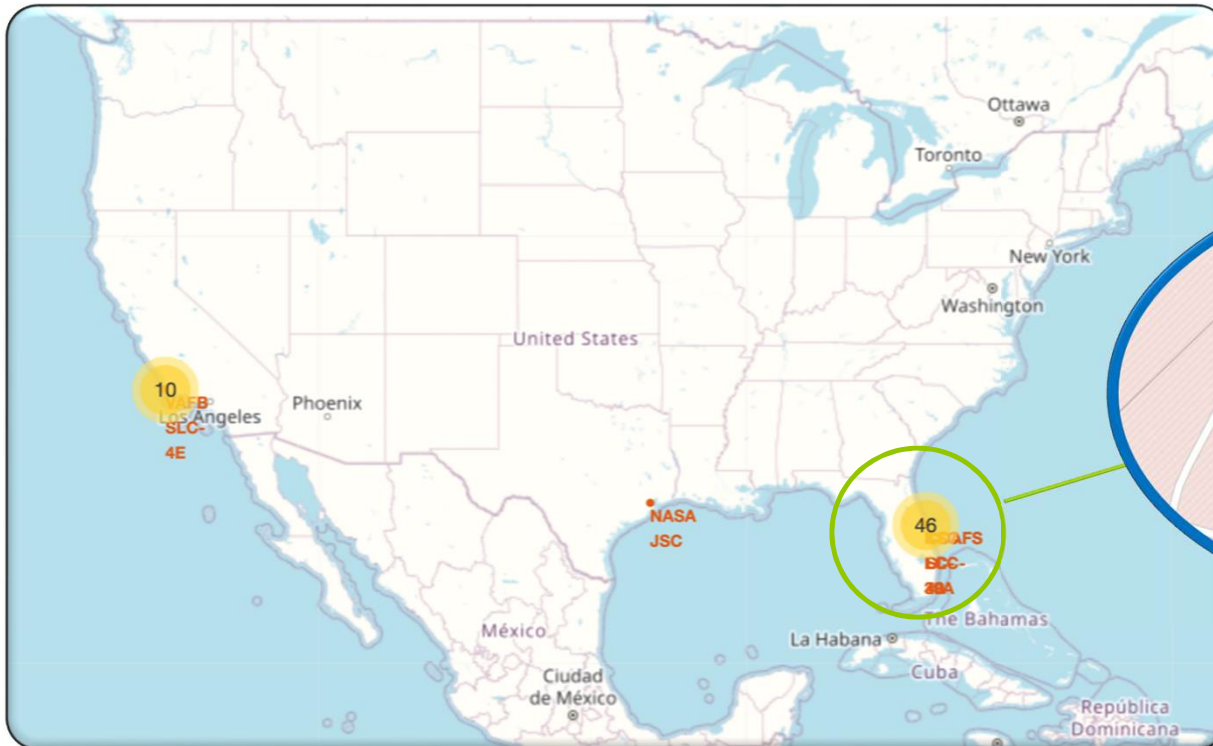 Ottawa
Toronto
New York
Washington
United States
10
VAFB
Los Angeles
SLC-
4E
Phoenix
NASA
JSC
46
The Bahamas
La Habana
México
Cuba
Ciudad
de México
República
Dominicana